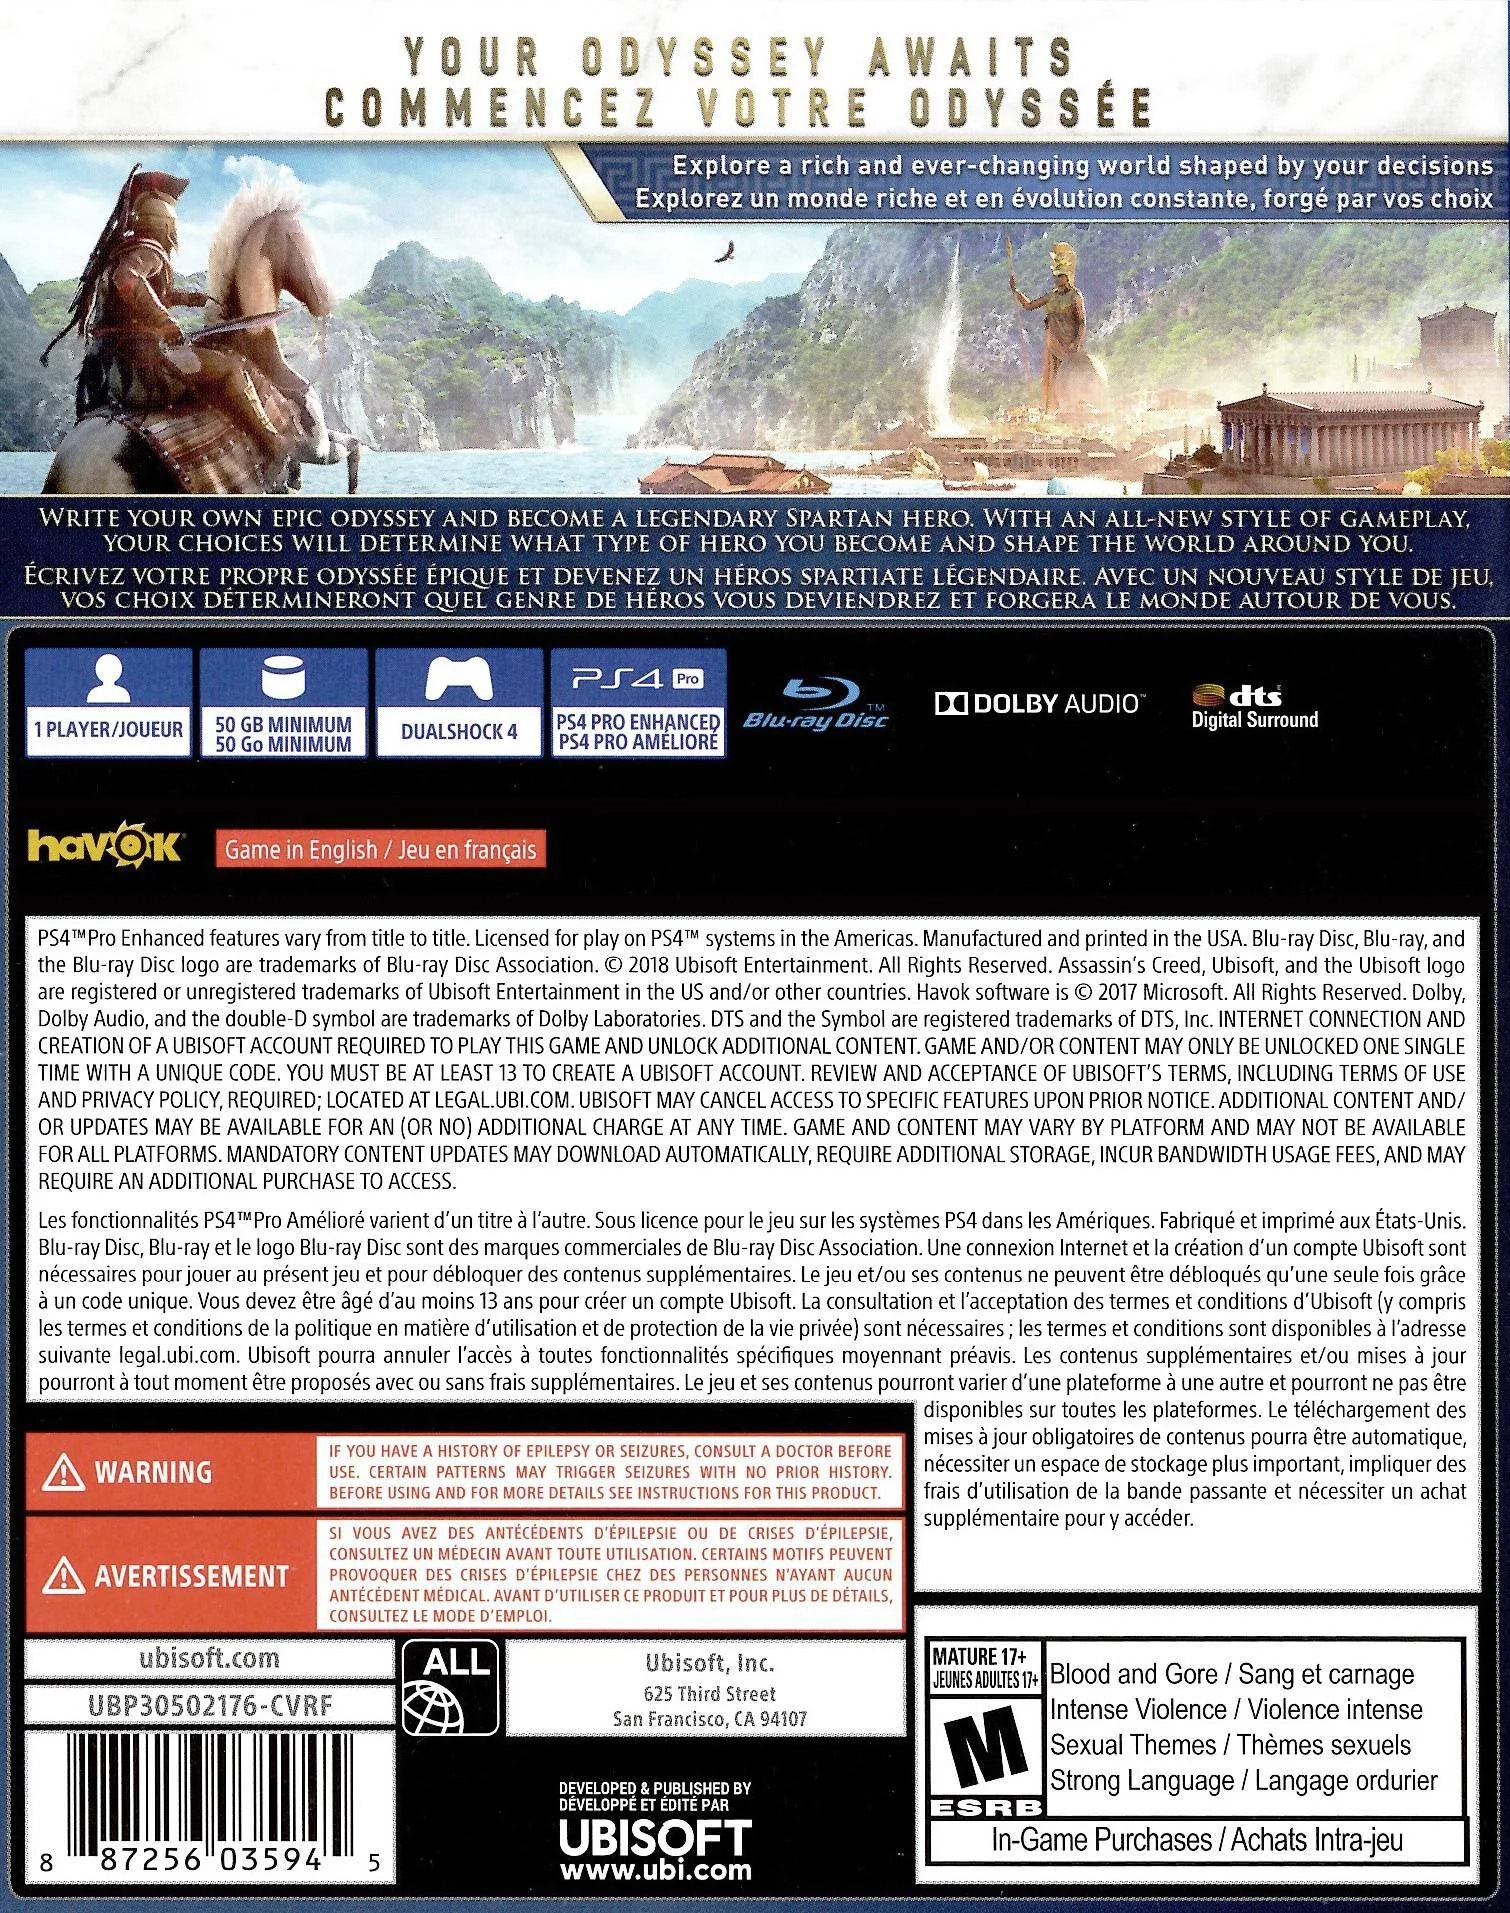 YOUR ODYSSEY AWAITS
COMMENCEZ VOTRE ODYSSÉE
Explore a rich and ever-changing world shaped by your decisions
Explorez un monde riche et en évolution constante, forgé par vos choix
WRITE YOUR OWN EPIC ODYSSEY AND BECOME A LEGENDARY SPARTAN HERO. WITH AN ALL-NEW STYLE OF GAMEPLAY,
YOUR CHOICES WILL DETERMINE WHAT TYPE OF HERO YOU BECOME AND SHAPE THE WORLD AROUND YOU.
ÉCRIVEZ VOTRE PROPRE ODYSSÉE ÉPIQUE ET DEVENEZ UN HÉROS SPARTIATE LÉGENDAIRE. AVEC UN NOUVEAU STYLE DE JEU,
VOS CHOIX DÉTERMINERONT QUEL GENRE DE HÉROS VOUS DEVIENDREZ ET FORGERA LE MONDE AUTOUR DE VOUS.
1 PLAYER/JOUEUR
50 GB MINIMUM
50 Go MINIMUM
DUALSHOCK 4
PS4 Pro
PS4 PRO ENHANCED
PS4 PRO AMÉLIORÉ
Blu-ray Disc™
DOLBY AUDIO™
dts
Digital Surround
havok
Game in English / Jeu en français
PS4™Pro Enhanced features vary from title to title. Licensed for play on PS4™ systems in the Americas. Manufactured and printed in the USA. Blu-ray Disc, Blu-ray, and
the Blu-ray Disc logo are trademarks of Blu-ray Disc Association. © 2018 Ubisoft Entertainment. All Rights Reserved. Assassin's Creed, Ubisoft, and the Ubisoft logo
are registered or unregistered trademarks of Ubisoft Entertainment in the US and/or other countries. Havok software is © 2017 Microsoft. All Rights Reserved. Dolby,
Dolby Audio, and the double-D symbol are trademarks of Dolby Laboratories. DTS and the Symbol are registered trademarks of DTS, Inc. INTERNET CONNECTION AND
CREATION OF A UBISOFT ACCOUNT REQUIRED TO PLAY THIS GAME AND UNLOCK ADDITIONAL CONTENT. GAME AND/OR CONTENT MAY ONLY BE UNLOCKED ONE SINGLE
TIME WITH A UNIQUE CODE. YOU MUST BE AT LEAST 13 TO CREATE A UBISOFT ACCOUNT. REVIEW AND ACCEPTANCE OF UBISOFT'S TERMS, INCLUDING TERMS OF USE
AND PRIVACY POLICY, REQUIRED; LOCATED AT LEGAL.UBI.COM. UBISOFT MAY CANCEL ACCESS TO SPECIFIC FEATURES UPON PRIOR NOTICE. ADDITIONAL CONTENT AND/
OR UPDATES MAY BE AVAILABLE FOR AN (OR NO) ADDITIONAL CHARGE AT ANY TIME. GAME AND CONTENT MAY VARY BY PLATFORM AND MAY NOT BE AVAILABLE
FOR ALL PLATFORMS. MANDATORY CONTENT UPDATES MAY DOWNLOAD AUTOMATICALLY, REQUIRE ADDITIONAL STORAGE, INCUR BANDWIDTH USAGE FEES, AND MAY
REQUIRE AN ADDITIONAL PURCHASE TO ACCESS.
Les fonctionnalités PS4™Pro Amélioré varient d'un titre à l'autre. Sous licence pour le jeu sur les systèmes PS4 dans les Amériques. Fabriqué et imprimé aux États-Unis.
Blu-ray Disc, Blu-ray et le logo Blu-ray Disc sont des marques commerciales de Blu-ray Disc Association. Une connexion Internet et la création d'un compte Ubisoft sont
nécessaires pour jouer au présent jeu et pour débloquer des contenus supplémentaires. Le jeu et/ou ses contenus ne peuvent être débloqués qu'une seule fois grâce
à un code unique. Vous devez être âgé d'au moins 13 ans pour créer un compte Ubisoft. La consultation et l'acceptation des termes et conditions d'Ubisoft (y compris
les termes et conditions de la politique en matière d'utilisation et de protection de la vie privée) sont nécessaires ; les termes et conditions sont disponibles à l'adresse
suivante legal.ubi.com. Ubisoft pourra annuler l'accès à toutes fonctionnalités spécifiques moyennant préavis. Les contenus supplémentaires et/ou mises à jour
pourront à tout moment être proposés avec ou sans frais supplémentaires. Le jeu et ses contenus pourront varier d'une plateforme à une autre et pourront ne pas être
disponibles sur toutes les plateformes. Le téléchargement des
mises à jour obligatoires de contenus pourra être automatique,
nécessiter un espace de stockage plus important, impliquer des
frais d'utilisation de la bande passante et nécessiter un achat
supplémentaire pour y accéder.
WARNING
IF YOU HAVE A HISTORY OF EPILEPSY OR SEIZURES, CONSULT A DOCTOR BEFORE
USE. CERTAIN PATTERNS MAY TRIGGER SEIZURES WITH NO PRIOR HISTORY.
BEFORE USING AND FOR MORE DETAILS SEE INSTRUCTIONS FOR THIS PRODUCT.
AVERTISSEMENT
SI VOUS AVEZ DES ANTÉCÉDENTS D'ÉPILEPSIE OU DE CRISES D'ÉPILEPSIE,
CONSULTEZ UN MÉDECIN AVANT TOUTE UTILISATION. CERTAINS MOTIFS PEUVENT
PROVOQUER DES CRISES D'ÉPILEPSIE CHEZ DES PERSONNES N'AYANT AUCUN
ANTÉCÉDENT MÉDICAL. AVANT D'UTILISER CE PRODUIT ET POUR PLUS DE DÉTAILS,
CONSULTEZ LE MODE D'EMPLOI.
ubisoft.com
UBP30502176-CVRF
8 87256 03594 5
ALL
Ubisoft, Inc.
625 Third Street
San Francisco, CA 94107
DEVELOPED & PUBLISHED BY
DÉVELOPPÉ ET ÉDITÉ PAR
UBISOFT
www.ubi.com
MATURE 17+
JEUNES ADULTES 17+
M
ESRB
Blood and Gore / Sang et carnage
Intense Violence / Violence intense
Sexual Themes / Thèmes sexuels
Strong Language / Langage ordurier
In-Game Purchases / Achats Intra-jeu